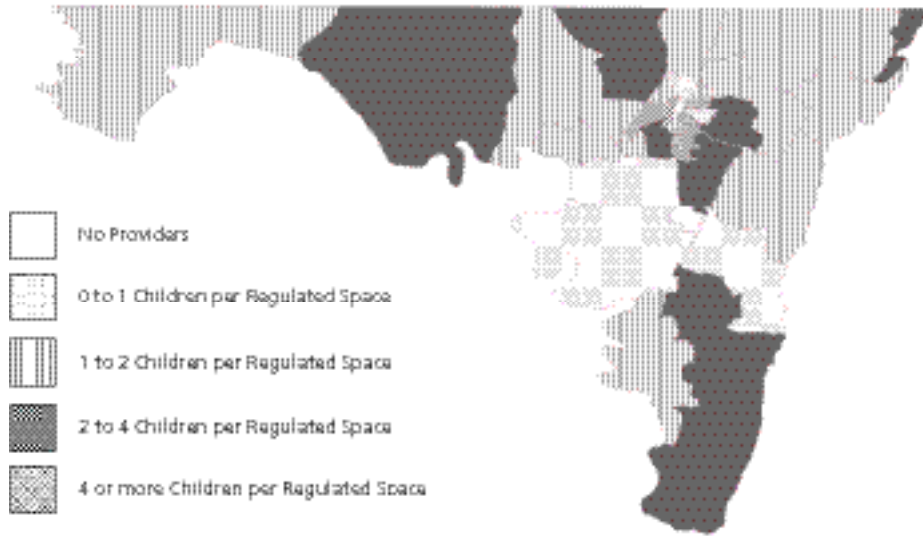 No Providers
0 to 1 Children per Regulated Space
1 to 2 Children per Regulated Space
2 to 4 Children per Regulated Space
4 or more Children per Regulated Space